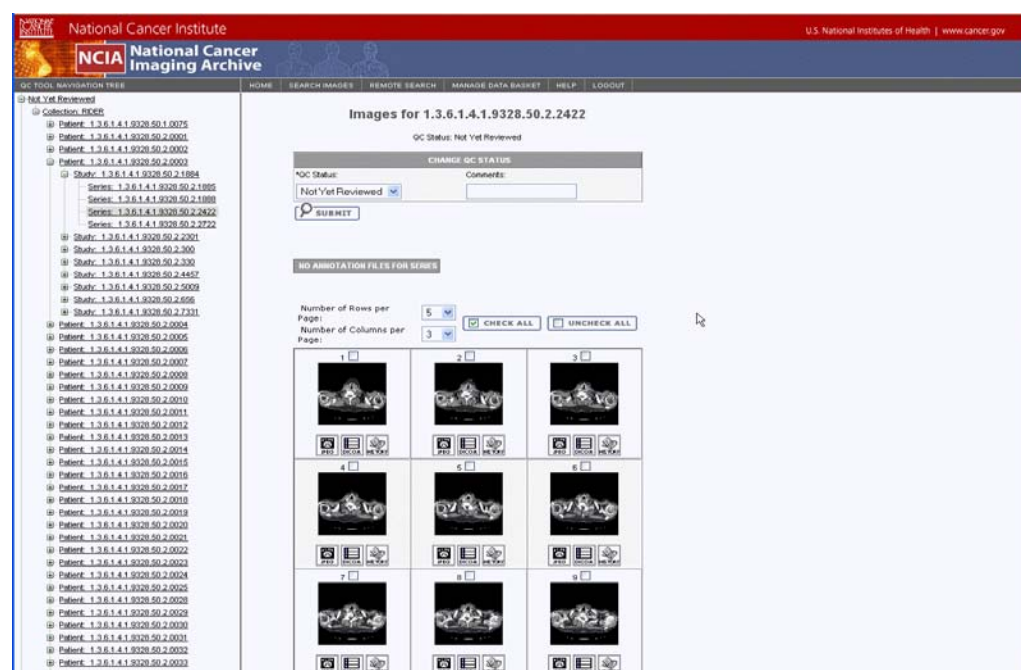 National Cancer Institute
U.S. National Institutes of Health | www.cancer.gov
NCIA National Cancer
Imaging Archive
QC TOOL NAVIGATION TREE
HOME SEARCH IMAGES REMOTE SEARCH MANAGE DATA BASKET HELP LOGOUT
Not Yet Reviewed
Collection: RIDER
Patient: 1.3.6.1.4.1.9328.50.1.0075
Patient: 1.3.6.1.4.1.9328.50.2.0001
Patient: 1.3.6.1.4.1.9328.50.2.0002
Patient: 1.3.6.1.4.1.9328.50.2.0003
Study: 1.3.6.1.4.1.9328.50.2.1884
Series: 1.3.6.1.4.1.9328.50.2.1885
Series: 1.3.6.1.4.1.9328.50.2.1888
Series: 1.3.6.1.4.1.9328.50.2.2422
Series: 1.3.6.1.4.1.9328.50.2.2722
Study: 1.3.6.1.4.1.9328.50.2.2301
Study: 1.3.6.1.4.1.9328.50.2.300
Study: 1.3.6.1.4.1.9328.50.2.330
Study: 1.3.6.1.4.1.9328.50.2.4457
Study: 1.3.6.1.4.1.9328.50.2.5009
Study: 1.3.6.1.4.1.9328.50.2.656
Study: 1.3.6.1.4.1.9328.50.2.7331
Patient: 1.3.6.1.4.1.9328.50.2.0004
Patient: 1.3.6.1.4.1.9328.50.2.0005
Patient: 1.3.6.1.4.1.9328.50.2.0006
Patient: 1.3.6.1.4.1.9328.50.2.0007
Patient: 1.3.6.1.4.1.9328.50.2.0008
Patient: 1.3.6.1.4.1.9328.50.2.0009
Patient: 1.3.6.1.4.1.9328.50.2.0010
Patient: 1.3.6.1.4.1.9328.50.2.0011
Patient: 1.3.6.1.4.1.9328.50.2.0012
Patient: 1.3.6.1.4.1.9328.50.2.0013
Patient: 1.3.6.1.4.1.9328.50.2.0014
Patient: 1.3.6.1.4.1.9328.50.2.0015
Patient: 1.3.6.1.4.1.9328.50.2.0016
Patient: 1.3.6.1.4.1.9328.50.2.0017
Patient: 1.3.6.1.4.1.9328.50.2.0018
Patient: 1.3.6.1.4.1.9328.50.2.0019
Patient: 1.3.6.1.4.1.9328.50.2.0020
Patient: 1.3.6.1.4.1.9328.50.2.0021
Patient: 1.3.6.1.4.1.9328.50.2.0022
Patient: 1.3.6.1.4.1.9328.50.2.0023
Patient: 1.3.6.1.4.1.9328.50.2.0024
Patient: 1.3.6.1.4.1.9328.50.2.0025
Patient: 1.3.6.1.4.1.9328.50.2.0028
Patient: 1.3.6.1.4.1.9328.50.2.0029
Patient: 1.3.6.1.4.1.9328.50.2.0030
Patient: 1.3.6.1.4.1.9328.50.2.0031
Patient: 1.3.6.1.4.1.9328.50.2.0032
Patient: 1.3.6.1.4.1.9328.50.2.0033
Images for 1.3.6.1.4.1.9328.50.2.2422
QC Status: Not Yet Reviewed
CHANGE QC STATUS
*QC Status: Comments:
Not Yet Reviewed
SUBMIT
NO ANNOTATION FILES FOR SERIES
Number of Rows per
Page: 5
Number of Columns per
Page: 3
CHECK ALL UNCHECK ALL
1 2 3
JPEG DICOM JPEG DICOM JPEG DICOM
4 5 6
JPEG DICOM JPEG DICOM JPEG DICOM
7 8 9